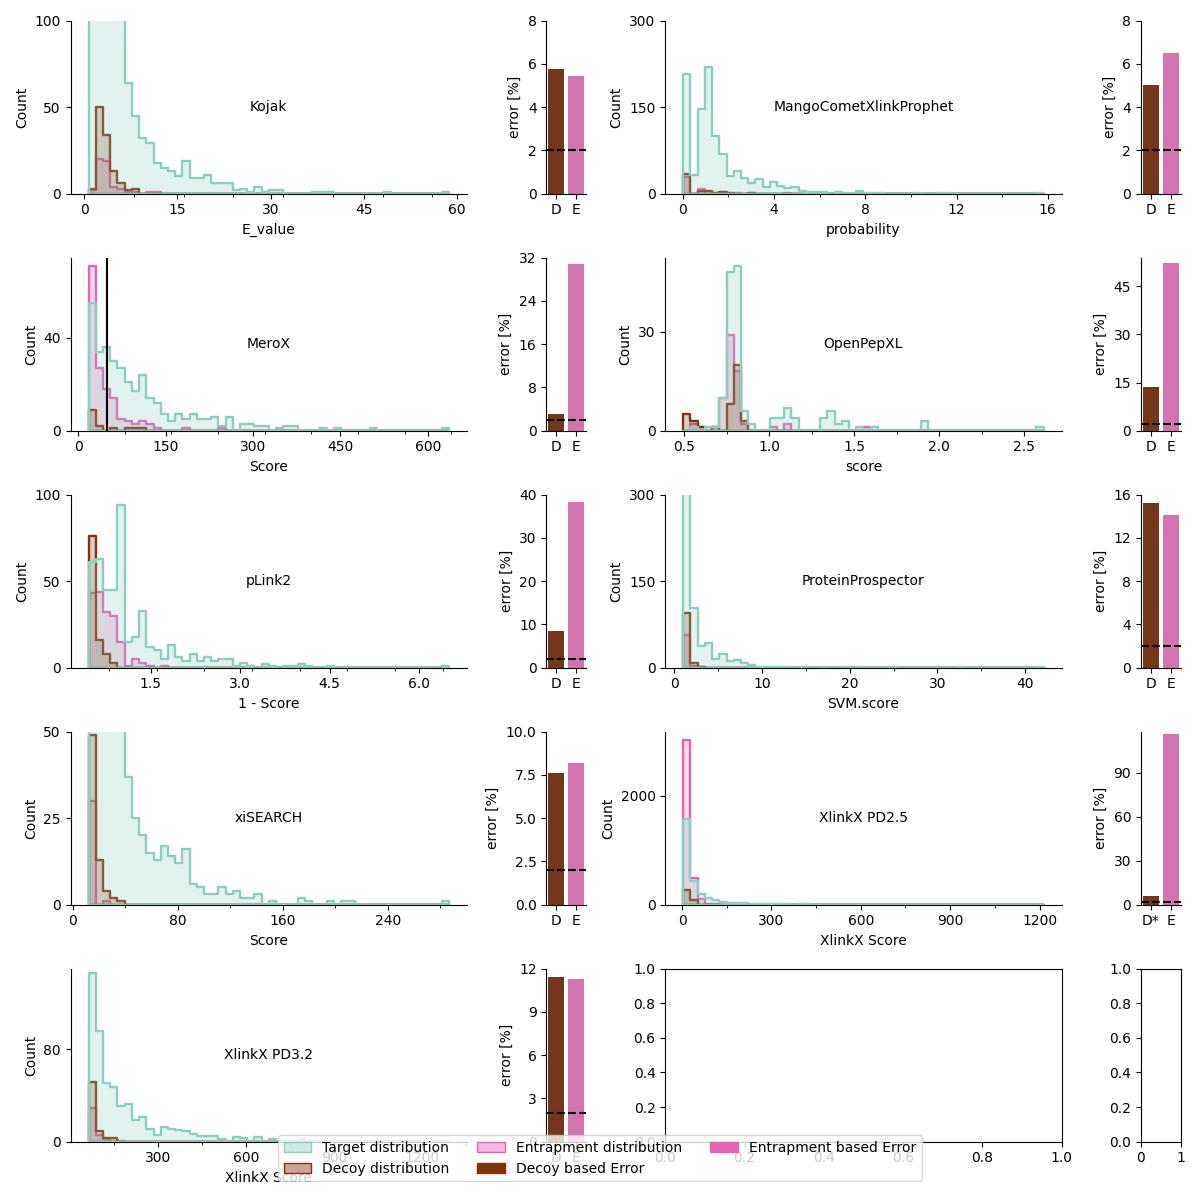 100
50
0
Count
Kojak
0 15 30 45 60
E_value
8
6
4
2
0
error [%]
D E
300
150
0
Count
MangoCometXlinkProphet
0 4 8 12 16
probability
8
6
4
2
0
error [%]
D E
40
0
Count
MeroX
0 150 300 450 600
Score
32
24
16
8
0
error [%]
D E
30
0
Count
OpenPepXL
0.5 1.0 1.5 2.0 2.5
score
45
30
15
0
error [%]
D E
100
50
0
Count
pLink2
1.5 3.0 4.5 6.0
1 - Score
40
30
20
10
0
error [%]
D E
300
150
0
Count
ProteinProspector
0 10 20 30 40
SVM.score
16
12
8
4
0
error [%]
D E
50
25
0
Count
xiSEARCH
0 80 160 240
Score
10.0
7.5
5.0
2.5
0.0
error [%]
D E
2000
0
Count
XlinkX PD2.5
0 300 600 900 1200
XlinkX Score
90
60
30
0
error [%]
D* E
80
0
Count
XlinkX PD3.2
300 600 900 1200
XlinkX Score
12
9
6
3
0
error [%]
D E
1.0
0.8
0.6
0.4
0.2
0.0
0.0 0.2 0.4 0.6 0.8 1.0
1.0
0.8
0.6
0.4
0.2
0.0
0 1
Target distribution
Decoy distribution
Entrapment distribution
Decoy based Error
Entrapment based Error